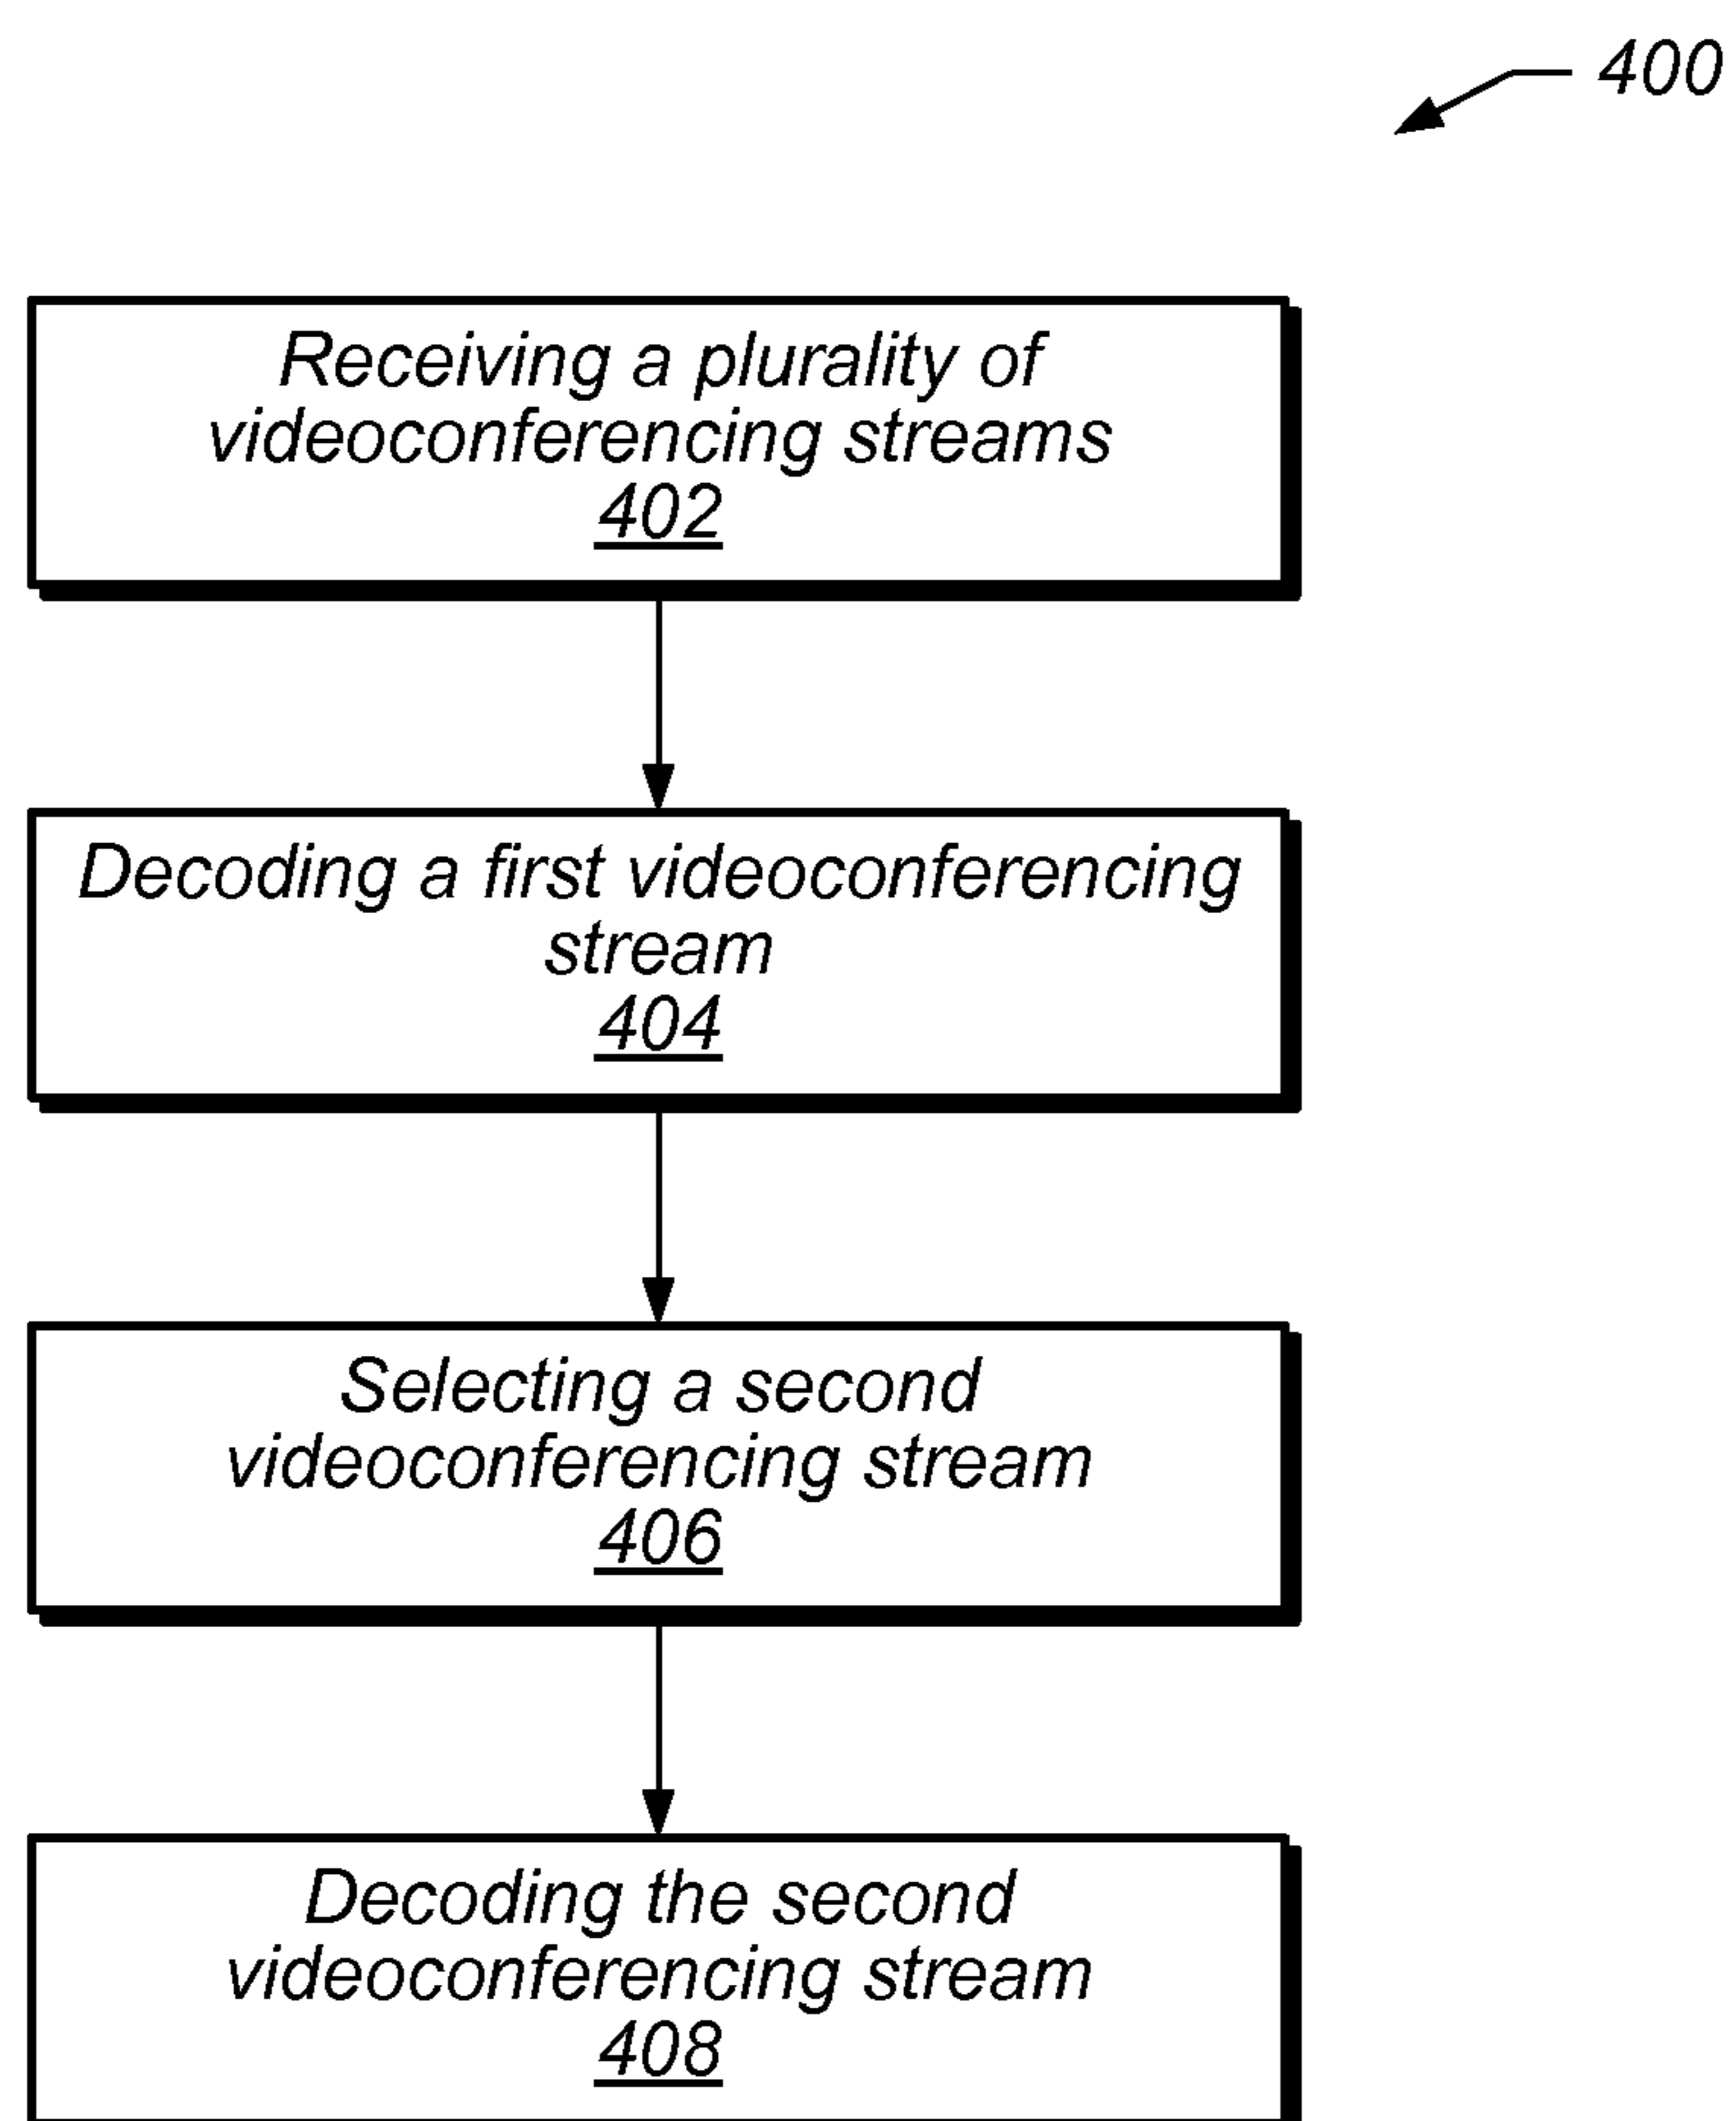 400
Receiving a plurality of
videoconferencing streams
402
Decoding a first videoconferencing
stream
404
Selecting a second
videoconferencing stream
406
Decoding the second
videoconferencing stream
408